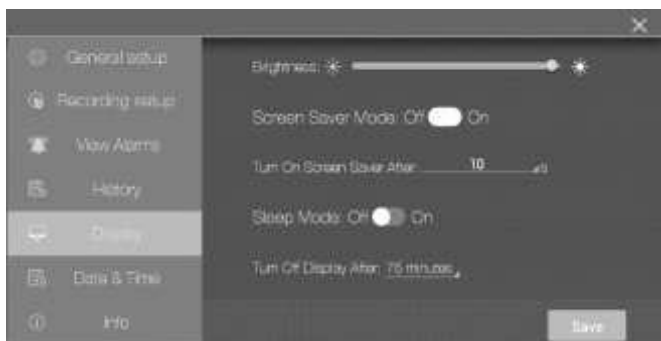 General setup
Recording setup
View Alarms
History
Display
Date & Time
Info
Brightness:
Screen Saver Mode: Off On
Turn On Screen Saver After: 10
Sleep Mode: Off On
Turn Off Display After: 75 minutes
Save